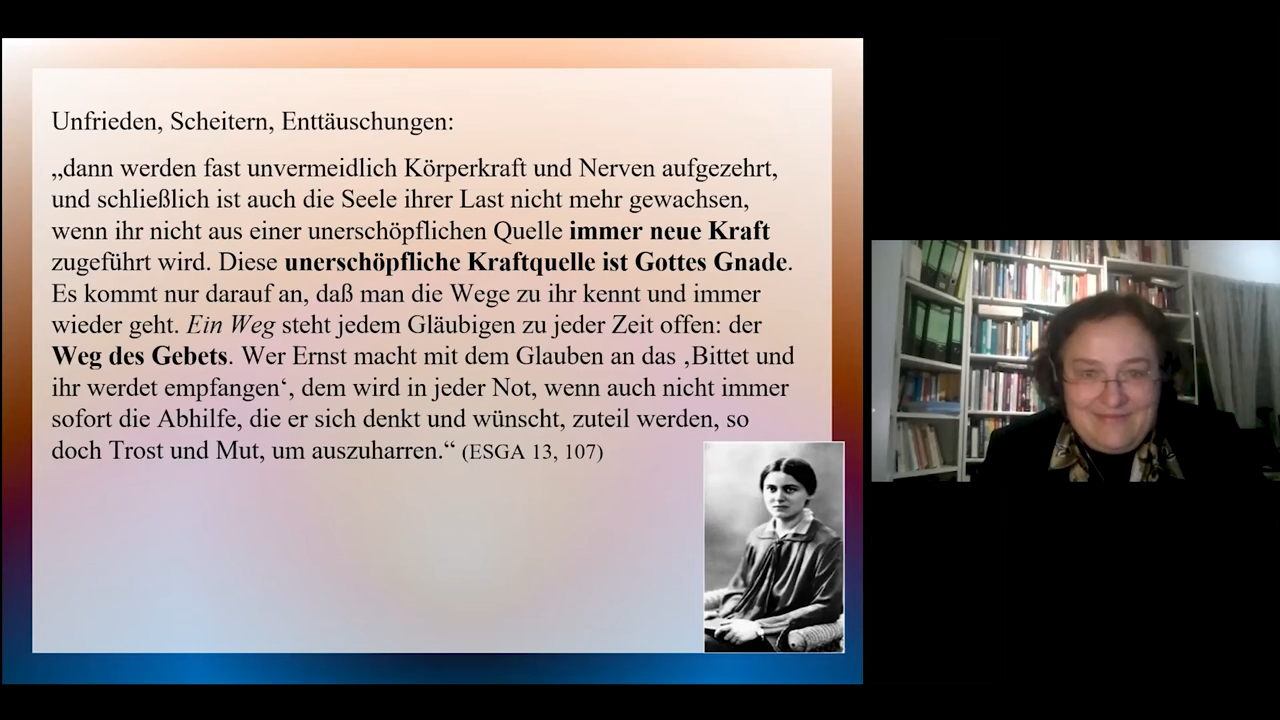 Unfrieden, Scheitern, Enttäuschungen:
„dann werden fast unvermeidlich Körperkraft und Nerven aufgezehrt,
und schließlich ist auch die Seele ihrer Last nicht mehr gewachsen,
wenn ihr nicht aus einer unerschöpflichen Quelle immer neue Kraft
zugeführt wird. Diese unerschöpfliche Kraftquelle ist Gottes Gnade.
Es kommt nur darauf an, daß man die Wege zu ihr kennt und immer
wieder geht. Ein Weg steht jedem Gläubigen zu jeder Zeit offen: der
Weg des Gebets. Wer Ernst macht mit dem Glauben an das ‚Bittet und
ihr werdet empfangen‘, dem wird in jeder Not, wenn auch nicht immer
sofort die Abhilfe, die er sich denkt und wünscht, zuteil werden, so
doch Trost und Mut, um auszuharren.“ (ESGA 13, 107)